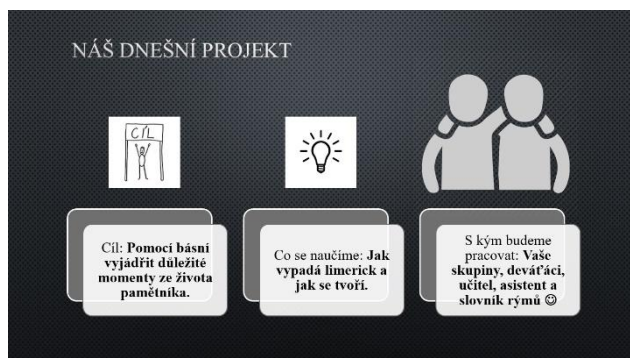 NÁŠ DNEŠNÍ PROJEKT
CÍL
Cíl: Pomocí básní
vyjádřit důležité
momenty ze života
pamětníka.
Co se naučíme: Jak
vypadá limerick a
jak se tvoří.
S kým budeme
pracovat: Vaše
skupiny, deváťáci,
učitel, asistent a
slovník rýmů ☺